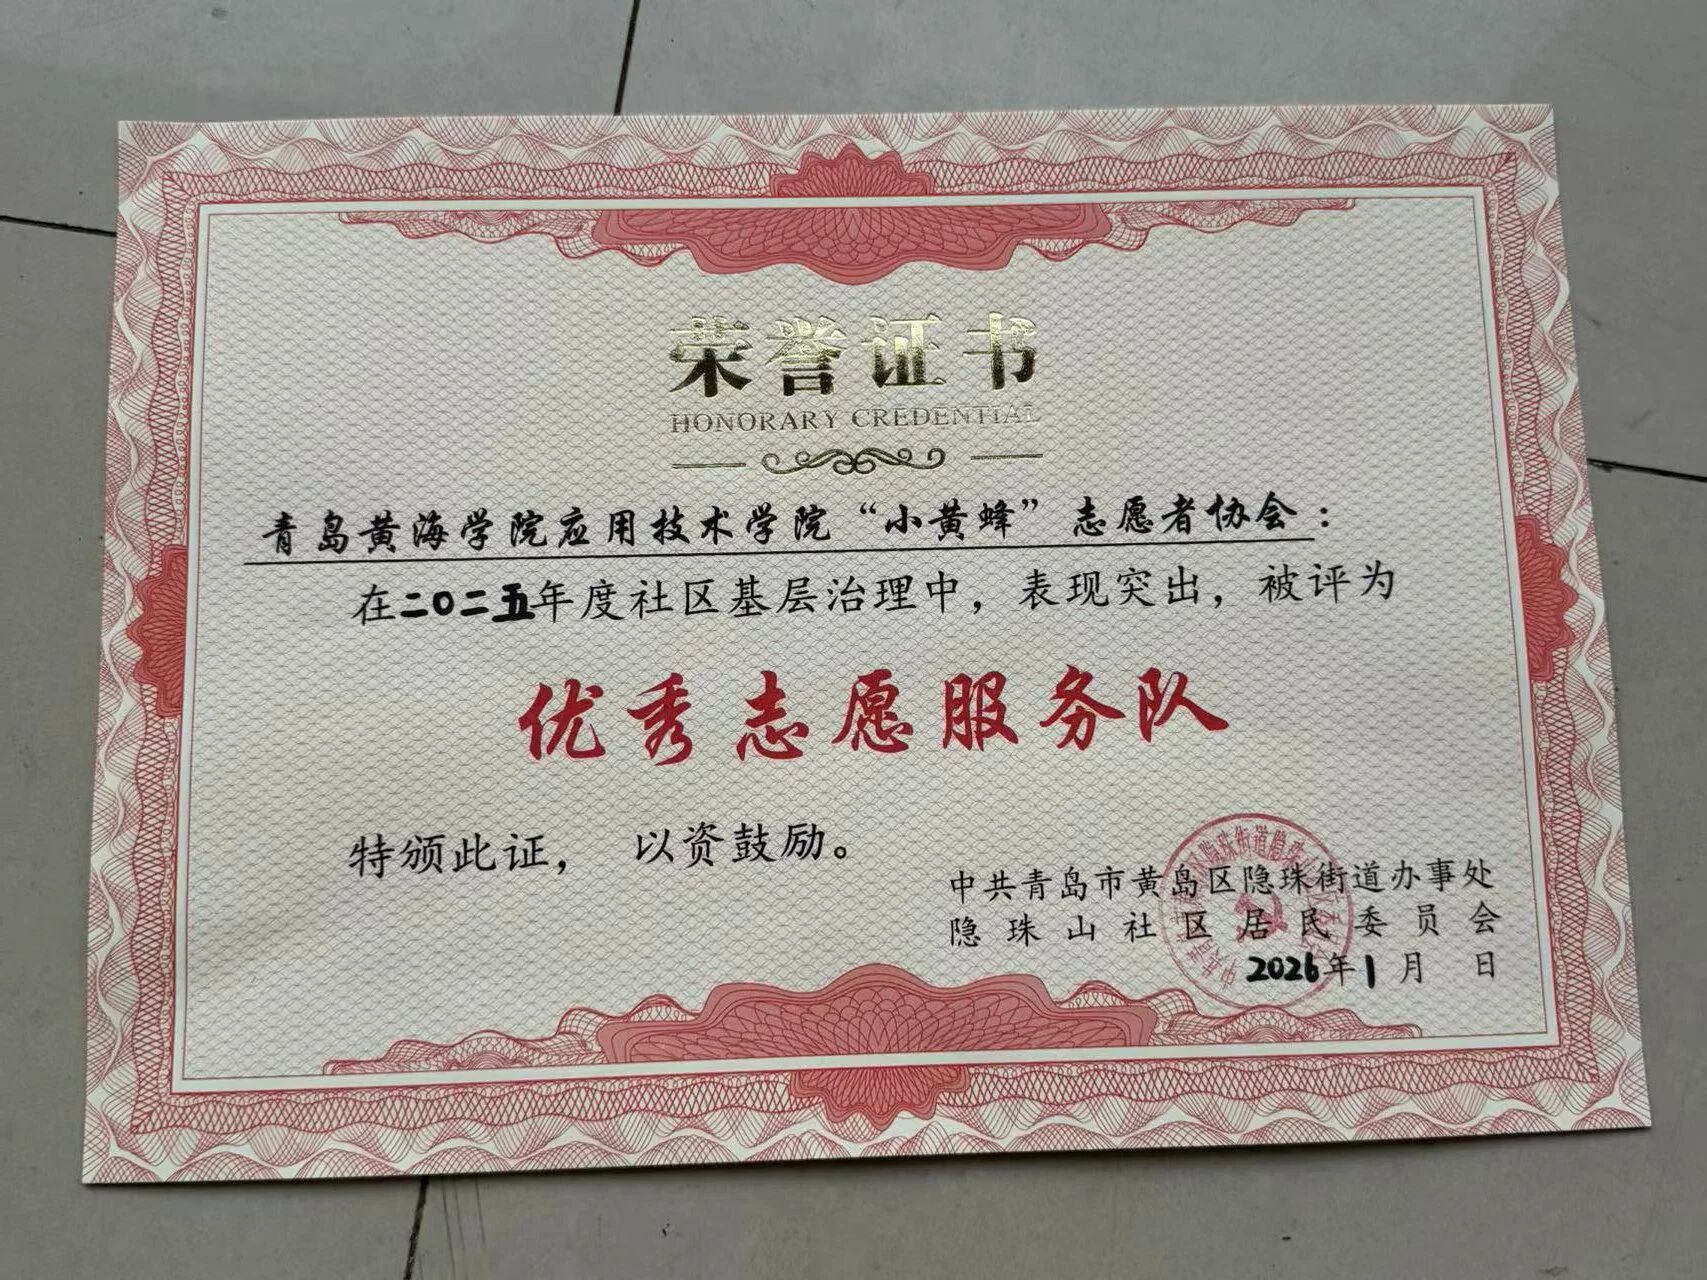 荣誉证书
HONORARY CREDENTIAL
青岛黄海学院应用技术学院“小黄蜂”志愿者协会：
在二〇二五年度社区基层治理中，表现突出，被评为
优秀志愿服务队
特颁此证， 以资鼓励。
中共青岛市黄岛区隐珠街道办事处
隐珠山社区居民委员会
2026年1月 日